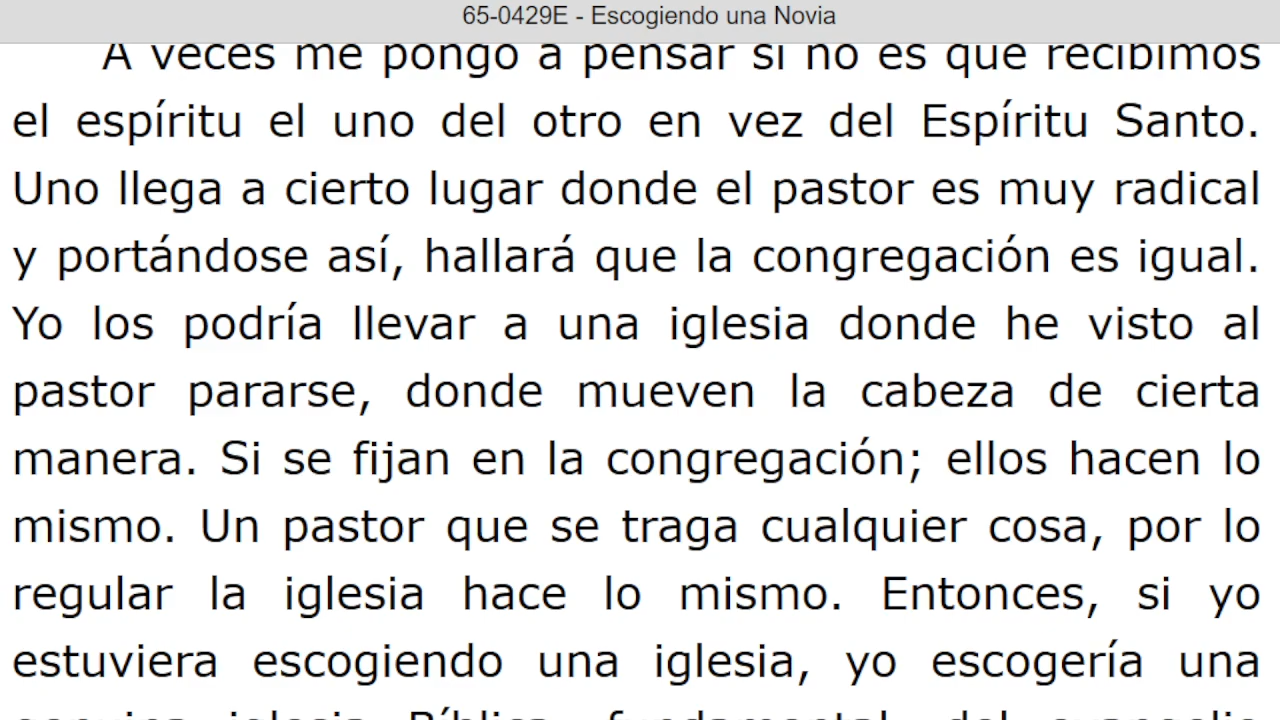 65-0429E - Escogiendo una Novia
A veces me pongo a pensar si no es que recibimos
el espíritu el uno del otro en vez del Espíritu Santo.
Uno llega a cierto lugar donde el pastor es muy radical
y portándose así, hallará que la congregación es igual.
Yo los podría llevar a una iglesia donde he visto al
pastor pararse, donde mueven la cabeza de cierta
manera. Si se fijan en la congregación; ellos hacen lo
mismo. Un pastor que se traga cualquier cosa, por lo
regular la iglesia hace lo mismo. Entonces, si yo
estuviera escogiendo una iglesia, yo escogería una
iglesia Bíblica, fundamental, del evangelio